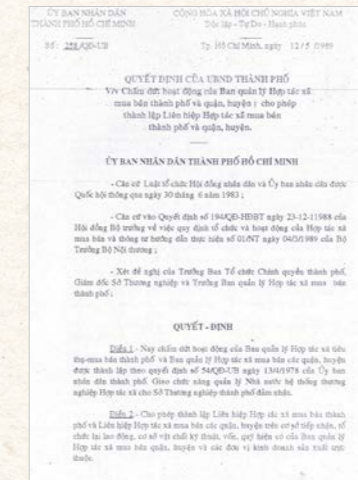 ỦY BAN NHÂN DÂN
THÀNH PHỐ HỒ CHÍ MINH
CỘNG HÒA XÃ HỘI CHỦ NGHĨA VIỆT NAM
Độc lập - Tự Do - Hạnh phúc
Số: 258/QĐ-UB
Tp. Hồ Chí Minh, ngày 12/5 1989
QUYẾT ĐỊNH CỦA UBND THÀNH PHỐ
V/v Chấm dứt hoạt động của Ban quản lý Hợp tác xã
mua bán thành phố và quận, huyện ; cho phép
thành lập Liên hiệp Hợp tác xã mua bán
thành phố và quận, huyện.
ỦY BAN NHÂN DÂN THÀNH PHỐ HỒ CHÍ MINH
- Căn cứ Luật tổ chức Hội đồng nhân dân và Ủy ban nhân dân được
Quốc hội thông qua ngày 30 tháng 6 năm 1983 ;
- Căn cứ vào Quyết định số 194/QĐ-HĐBT ngày 23-12-11988 của
Hội đồng Bộ trưởng về việc quy định tổ chức và hoạt động của Hợp tác xã
mua bán và thông tư hướng dẫn thực hiện số 01/NT ngày 04/3/1989 của Bộ
Trưởng Bộ Nội thương ;
- Xét đề nghị của Trưởng Ban Tổ chức Chính quyền thành phố,
Giám đốc Sở Thương nghiệp và Trưởng Ban quản lý Hợp tác xã mua bán
thành phố ;
QUYẾT - ĐỊNH
Điều 1.- Nay chấm dứt hoạt động của Ban quản lý Hợp tác xã tiêu
thụ-mua bán thành phố và Ban quản lý Hợp tác xã mua bán các quận, huyện
được thành lập theo quyết định số 54/QĐ-UB ngày 13/4/1978 của Ủy ban
nhân dân thành phố. Giao chức năng quản lý Nhà nước hệ thống thương
nghiệp Hợp tác xã cho Sở Thương nghiệp thành phố đảm nhận.
Điều 2.- Cho phép thành lập Liên hiệp Hợp tác xã mua bán thành
phố và Liên hiệp Hợp tác xã mua bán các quận, huyện trên cơ sở tiếp nhận, tổ
chức lại lao động, cơ sở vật chất kỹ thuật, vốn, quỹ hiện có của Ban quản lý
Hợp tác xã mua bán quận, huyện và các đơn vị kinh doanh sản xuất trực
thuộc.